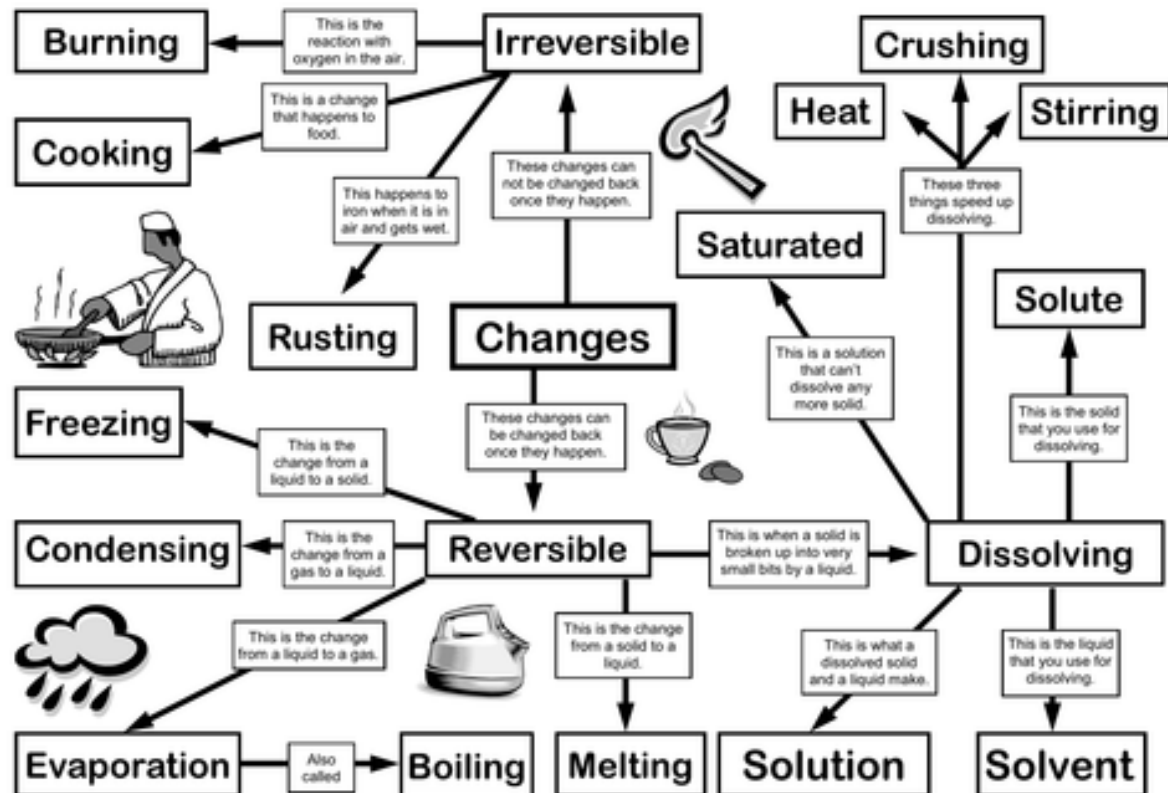 Burning
This is the
reaction with
oxygen in the air.
Irreversible
Crushing
Heat
Stirring
This is a change
that happens to
food.
Cooking
These changes can
not be changed back
once they happen.
These three
things speed up
dissolving.
This happens to
iron when it is in
air and gets wet.
Saturated
Solute
Rusting
Changes
This is a solution
that can't
dissolve any
more solid.
Freezing
These changes can
be changed back
once they happen.
This is the solid
that you use for
dissolving.
This is the
change from a
liquid to a solid.
Condensing
This is the
change from a
gas to a liquid.
Reversible
This is when a solid is
broken up into very
small bits by a liquid.
Dissolving
This is the change
from a liquid to a gas.
This is the change
from a solid to a
liquid.
This is what a
dissolved solid
and a liquid make.
This is the liquid
that you use for
dissolving.
Evaporation
Also
called
Boiling
Melting
Solution
Solvent